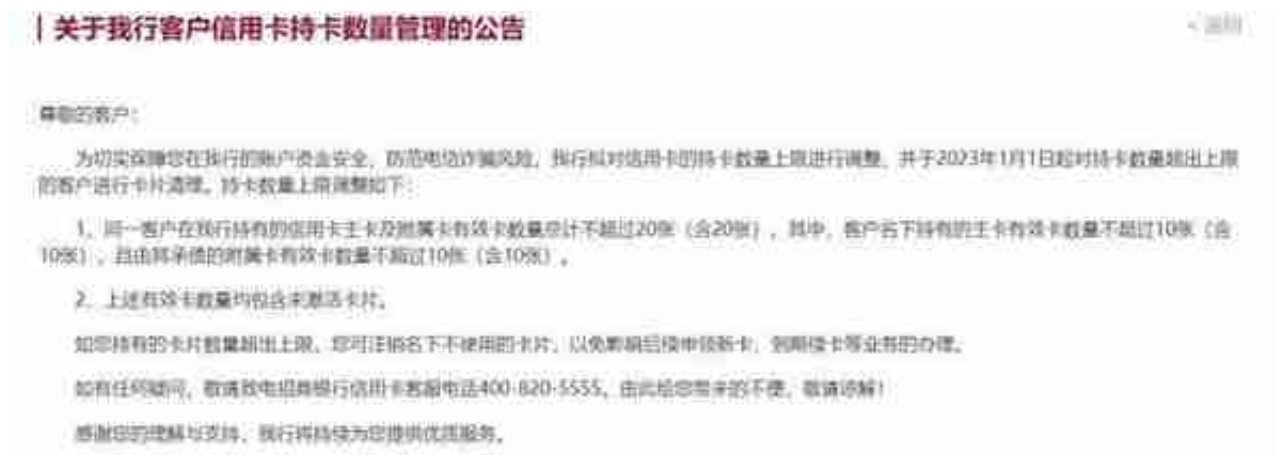 关于我行客户信用卡持卡数量管理的公告
尊敬的客户：
为切实保障您在我行的账户资金安全，防范电信诈骗风险，我行拟对信用卡的持卡数量上限进行调整，并于2023年1月1日起对持卡数量超出上限
的客户进行卡片清理。持卡数量上限调整如下：
1、同一客户在我行持有的信用卡主卡及附属卡有效卡数量总计不超过20张（含20张），其中，客户名下持有的主卡有效卡数量不超过10张（含
10张），且由其承债的附属卡有效卡数量不超过10张（含10张）。
2、上述有效卡数量均包含未激活卡片。
如您持有的卡片数量超出上限，您可注销名下不使用的卡片，以免影响后续申领新卡、到期续卡等业务的办理。
如有任何疑问，敬请致电招商银行信用卡客服电话400-820-5555，由此给您带来的不便，敬请谅解！
感谢您的理解与支持，我行将持续为您提供优质服务。